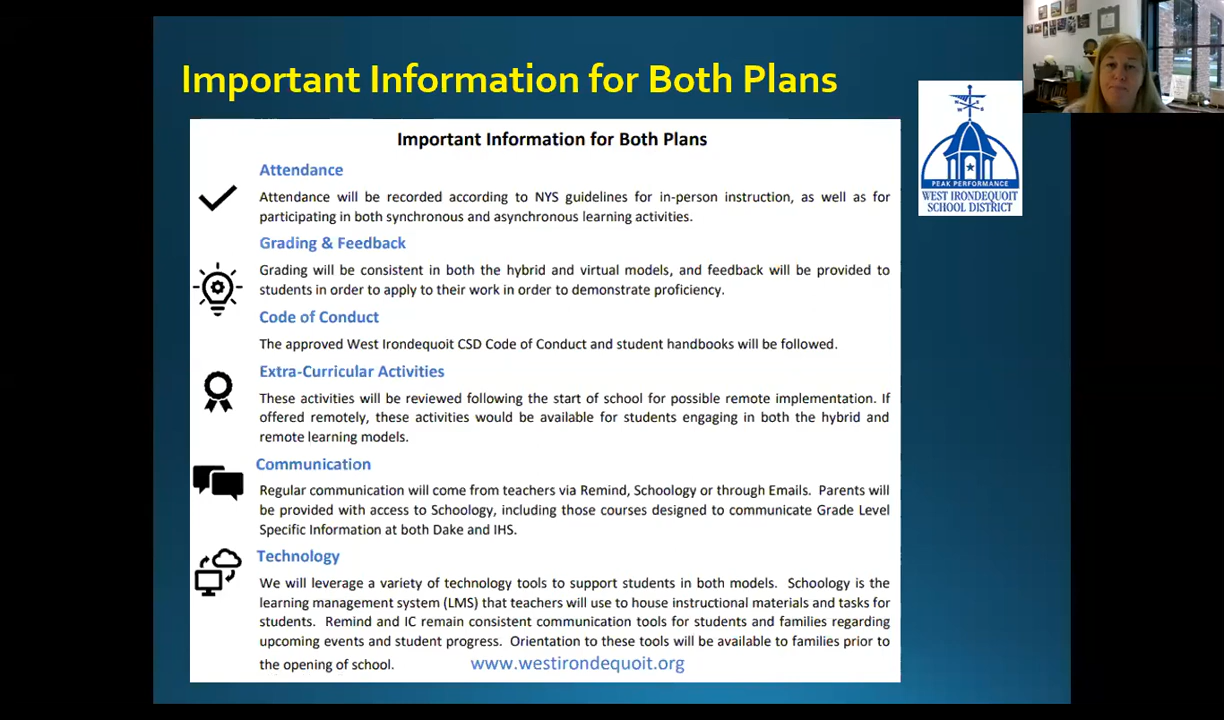 Important Information for Both Plans
PEAK PERFORMANCE
WEST IRONDEQUOIT
SCHOOL DISTRICT
Important Information for Both Plans
Attendance
Attendance will be recorded according to NYS guidelines for in-person instruction, as well as for
participating in both synchronous and asynchronous learning activities.
Grading & Feedback
Grading will be consistent in both the hybrid and virtual models, and feedback will be provided to
students in order to apply to their work in order to demonstrate proficiency.
Code of Conduct
The approved West Irondequoit CSD Code of Conduct and student handbooks will be followed.
Extra-Curricular Activities
These activities will be reviewed following the start of school for possible remote implementation. If
offered remotely, these activities would be available for students engaging in both the hybrid and
remote learning models.
Communication
Regular communication will come from teachers via Remind, Schoology or through Emails. Parents will
be provided with access to Schoology, including those courses designed to communicate Grade Level
Specific Information at both Dake and IHS.
Technology
We will leverage a variety of technology tools to support students in both models. Schoology is the
learning management system (LMS) that teachers will use to house instructional materials and tasks for
students. Remind and IC remain consistent communication tools for students and families regarding
upcoming events and student progress. Orientation to these tools will be available to families prior to
the opening of school. www.westirondequoit.org